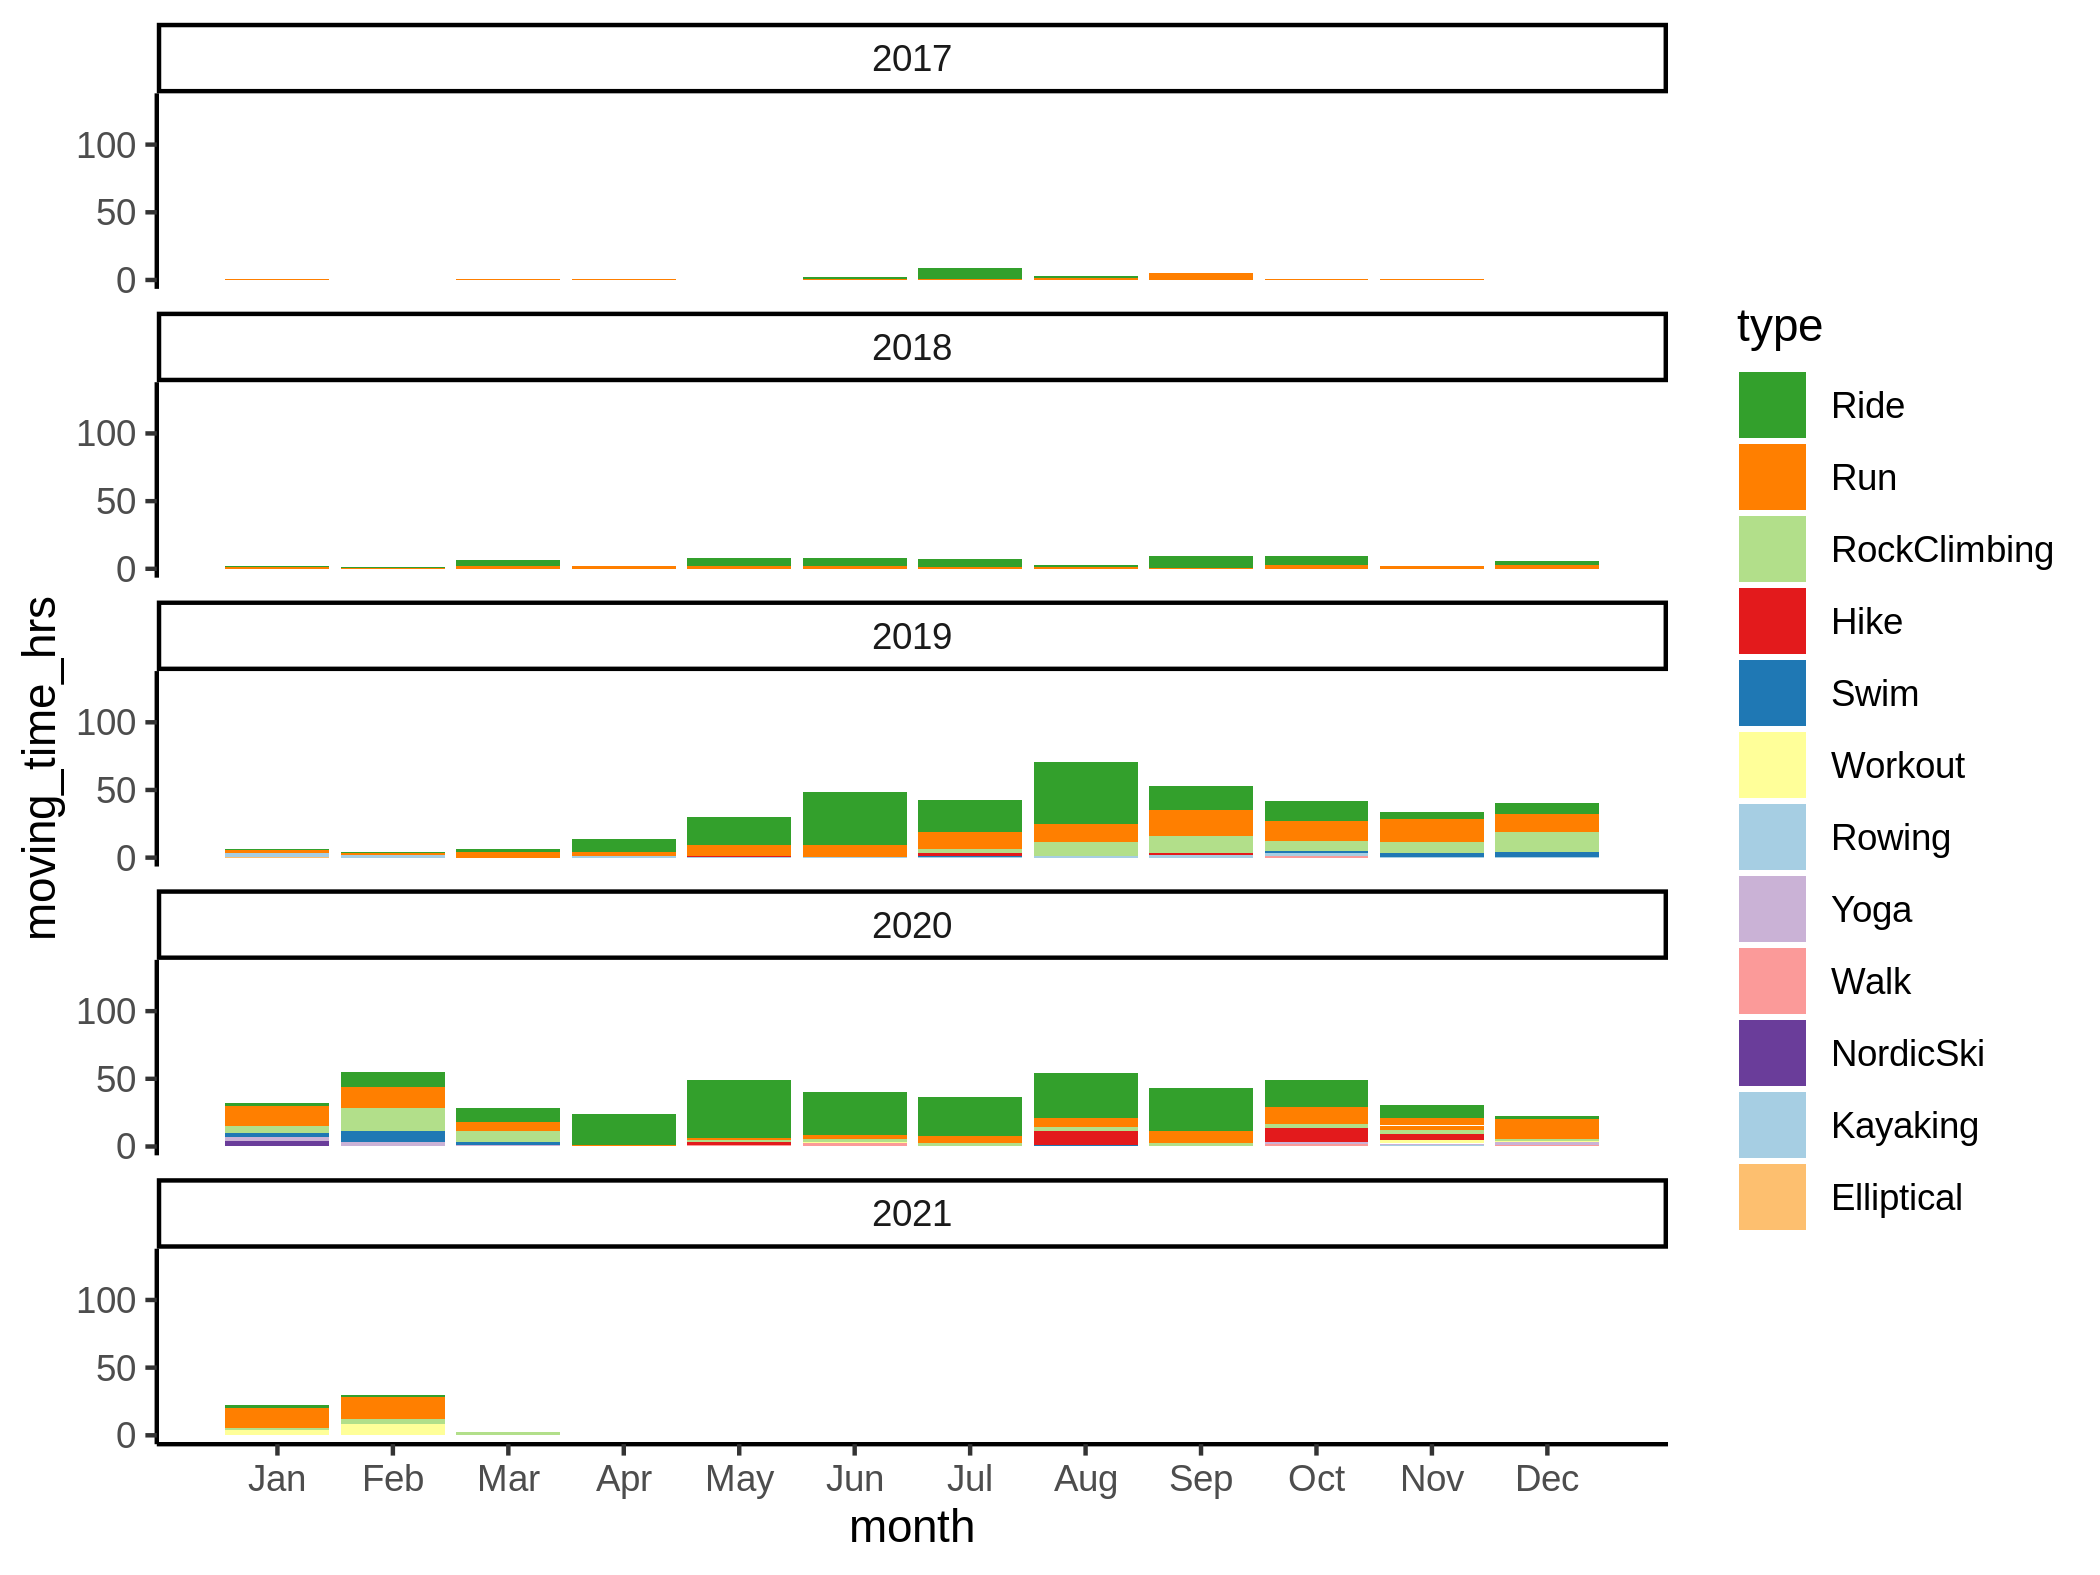 2017
100
50
0
2018
100
50
0
2019
100
50
0
2020
100
50
0
2021
100
50
0
Jan Feb Mar Apr May Jun Jul Aug Sep Oct Nov Dec
month
moving_time_hrs
type
Ride
Run
RockClimbing
Hike
Swim
Workout
Rowing
Yoga
Walk
NordicSki
Kayaking
Elliptical